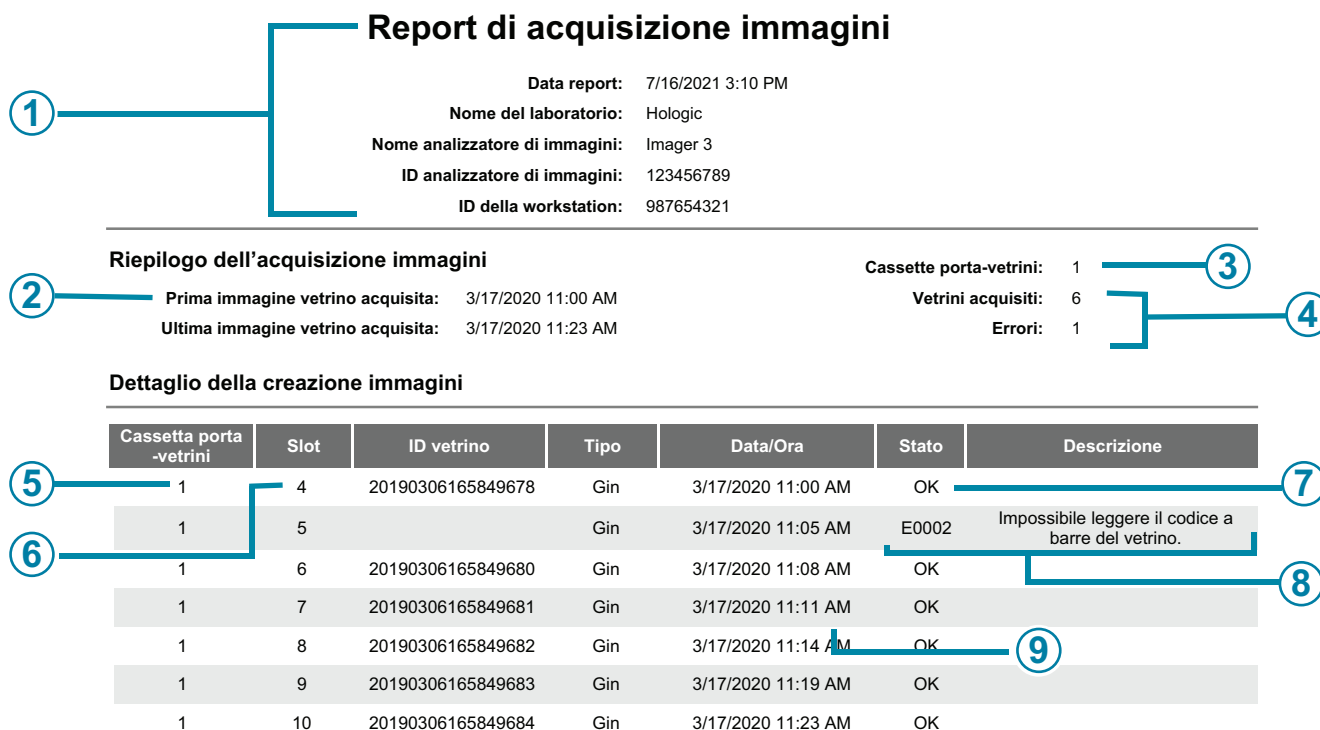 Report di acquisizione immagini
1
Data report: 7/16/2021 3:10 PM
Nome del laboratorio: Hologic
Nome analizzatore di immagini: Imager 3
ID analizzatore di immagini: 123456789
ID della workstation: 987654321
Riepilogo dell’acquisizione immagini
Cassette porta-vetrini: 1
3
2
Prima immagine vetrino acquisita: 3/17/2020 11:00 AM
Vetrini acquisiti: 6
4
Ultima immagine vetrino acquisita: 3/17/2020 11:23 AM
Errori: 1
Dettaglio della creazione immagini
Cassetta porta
-vetrini
Slot ID vetrino Tipo Data/Ora Stato Descrizione
5
1 4 20190306165849678 Gin 3/17/2020 11:00 AM OK
7
1 5 Gin 3/17/2020 11:05 AM E0002 Impossibile leggere il codice a
barre del vetrino.
6
1 6 20190306165849680 Gin 3/17/2020 11:08 AM OK
8
1 7 20190306165849681 Gin 3/17/2020 11:11 AM OK
1 8 20190306165849682 Gin 3/17/2020 11:14 AM OK
9
1 9 20190306165849683 Gin 3/17/2020 11:19 AM OK
1 10 20190306165849684 Gin 3/17/2020 11:23 AM OK